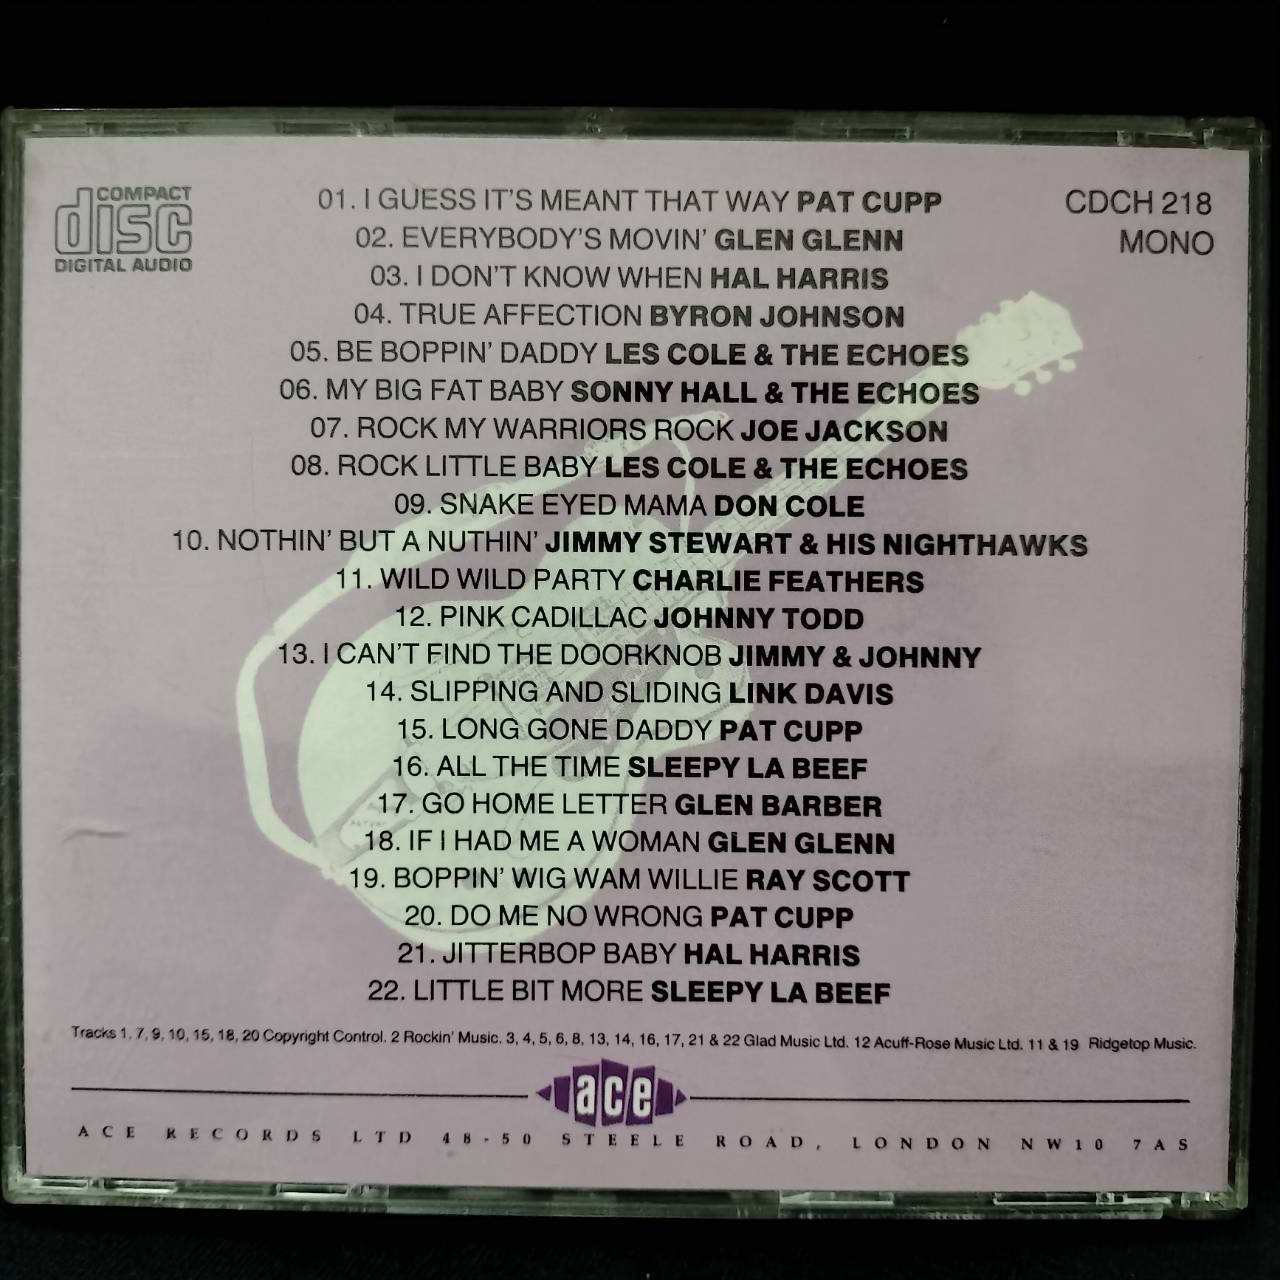 COMPACT
disc
DIGITAL AUDIO
CDCH 218
MONO
01. I GUESS IT'S MEANT THAT WAY PAT CUPP
02. EVERYBODY'S MOVIN' GLEN GLENN
03. I DON'T KNOW WHEN HAL HARRIS
04. TRUE AFFECTION BYRON JOHNSON
05. BE BOPPIN' DADDY LES COLE & THE ECHOES
06. MY BIG FAT BABY SONNY HALL & THE ECHOES
07. ROCK MY WARRIORS ROCK JOE JACKSON
08. ROCK LITTLE BABY LES COLE & THE ECHOES
09. SNAKE EYED MAMA DON COLE
10. NOTHIN' BUT A NUTHIN' JIMMY STEWART & HIS NIGHTHAWKS
11. WILD WILD PARTY CHARLIE FEATHERS
12. PINK CADILLAC JOHNNY TODD
13. I CAN'T FIND THE DOORKNOB JIMMY & JOHNNY
14. SLIPPING AND SLIDING LINK DAVIS
15. LONG GONE DADDY PAT CUPP
16. ALL THE TIME SLEEPY LA BEEF
17. GO HOME LETTER GLEN BARBER
18. IF I HAD ME A WOMAN GLEN GLENN
19. BOPPIN' WIG WAM WILLIE RAY SCOTT
20. DO ME NO WRONG PAT CUPP
21. JITTERBOP BABY HAL HARRIS
22. LITTLE BIT MORE SLEEPY LA BEEF
Tracks 1, 7, 9, 10, 15, 18, 20 Copyright Control. 2 Rockin' Music. 3, 4, 5, 6, 8, 13, 14, 16, 17, 21 & 22 Glad Music Ltd. 12 Acuff-Rose Music Ltd. 11 & 19 Ridgetop Music.
ace
ACE RECORDS LTD 48-50 STEELE ROAD, LONDON NW10 7AS